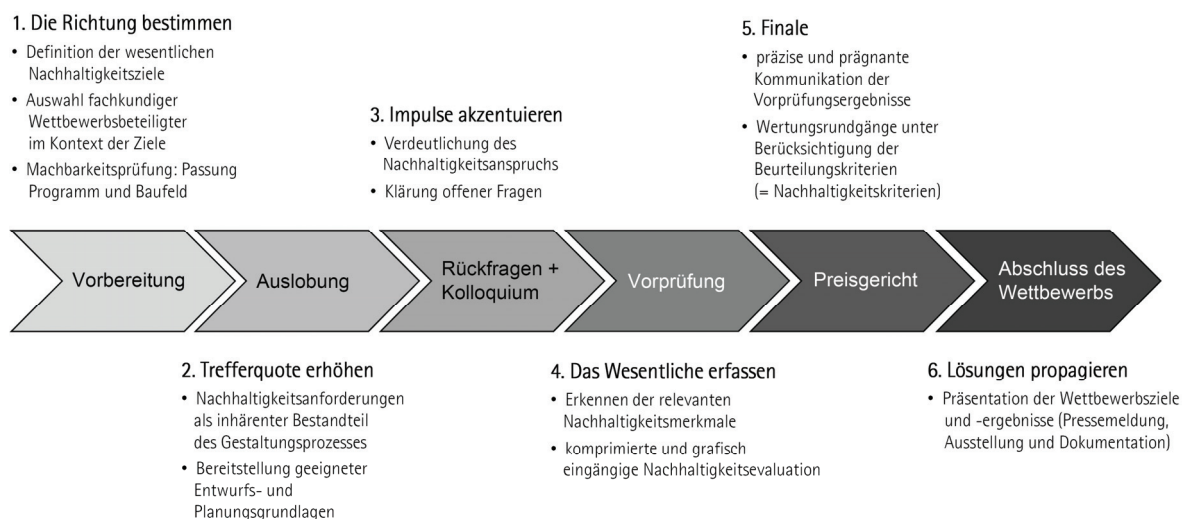 1. Die Richtung bestimmen
• Definition der wesentlichen
Nachhaltigkeitsziele
• Auswahl fachkundiger
Wettbewerbsbeteiligter
im Kontext der Ziele
• Machbarkeitsprüfung: Passung
Programm und Baufeld
3. Impulse akzentuieren
• Verdeutlichung des
Nachhaltigkeitsanspruchs
• Klärung offener Fragen
5. Finale
• präzise und prägnante
Kommunikation der
Vorprüfungsergebnisse
• Wertungsrundgänge unter
Berücksichtigung der
Beurteilungskriterien
(= Nachhaltigkeitskriterien)
Vorbereitung
Auslobung
Rückfragen +
Kolloquium
Vorprüfung
Preisgericht
Abschluss des
Wettbewerbs
2. Trefferquote erhöhen
• Nachhaltigkeitsanforderungen
als inhärenter Bestandteil
des Gestaltungsprozesses
• Bereitstellung geeigneter
Entwurfs- und
Planungsgrundlagen
4. Das Wesentliche erfassen
• Erkennen der relevanten
Nachhaltigkeitsmerkmale
• komprimierte und grafisch
eingängige Nachhaltigkeitsevaluation
6. Lösungen propagieren
• Präsentation der Wettbewerbsziele
und -ergebnisse (Pressemeldung,
Ausstellung und Dokumentation)